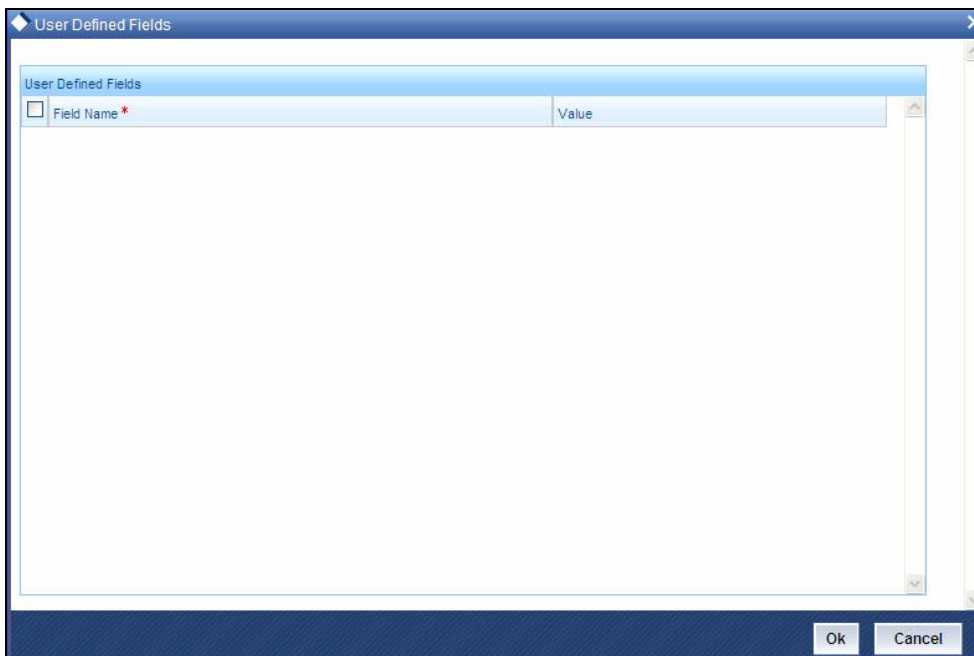 User Defined Fields
User Defined Fields
Field Name * Value
Ok Cancel